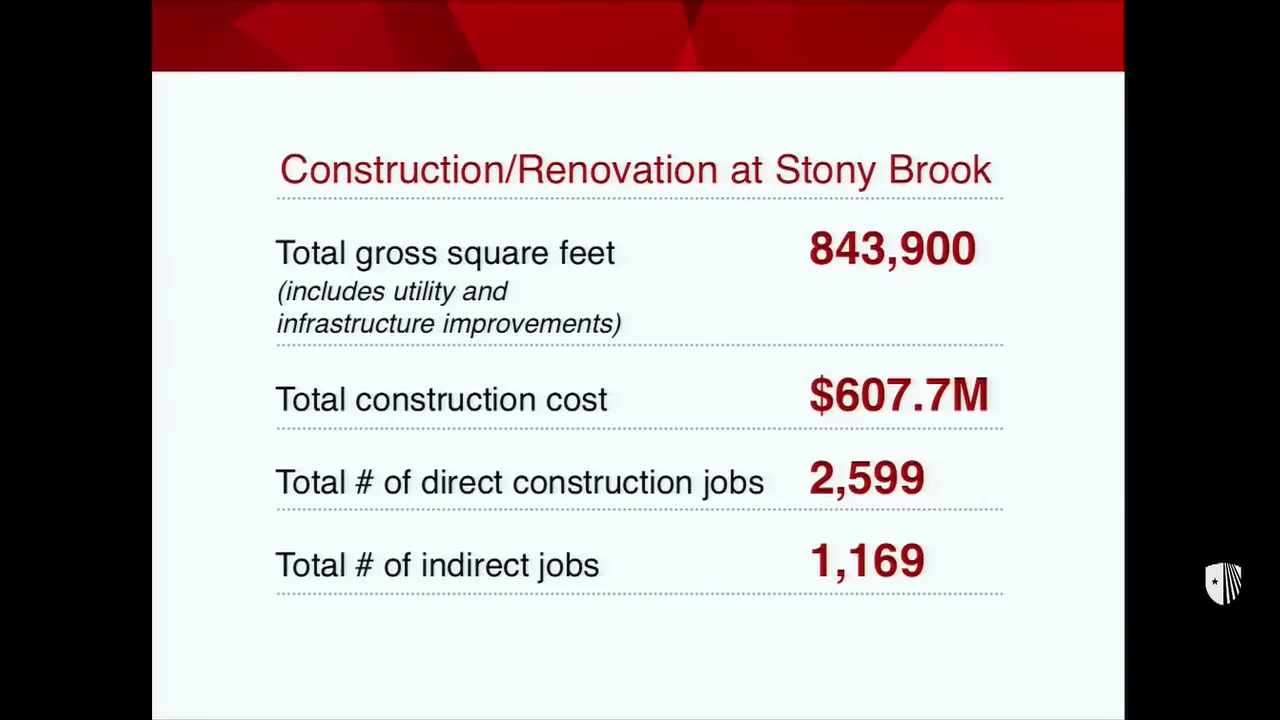 Construction/Renovation at Stony Brook
Total gross square feet 843,900
(includes utility and
infrastructure improvements)
Total construction cost $607.7M
Total # of direct construction jobs 2,599
Total # of indirect jobs 1,169